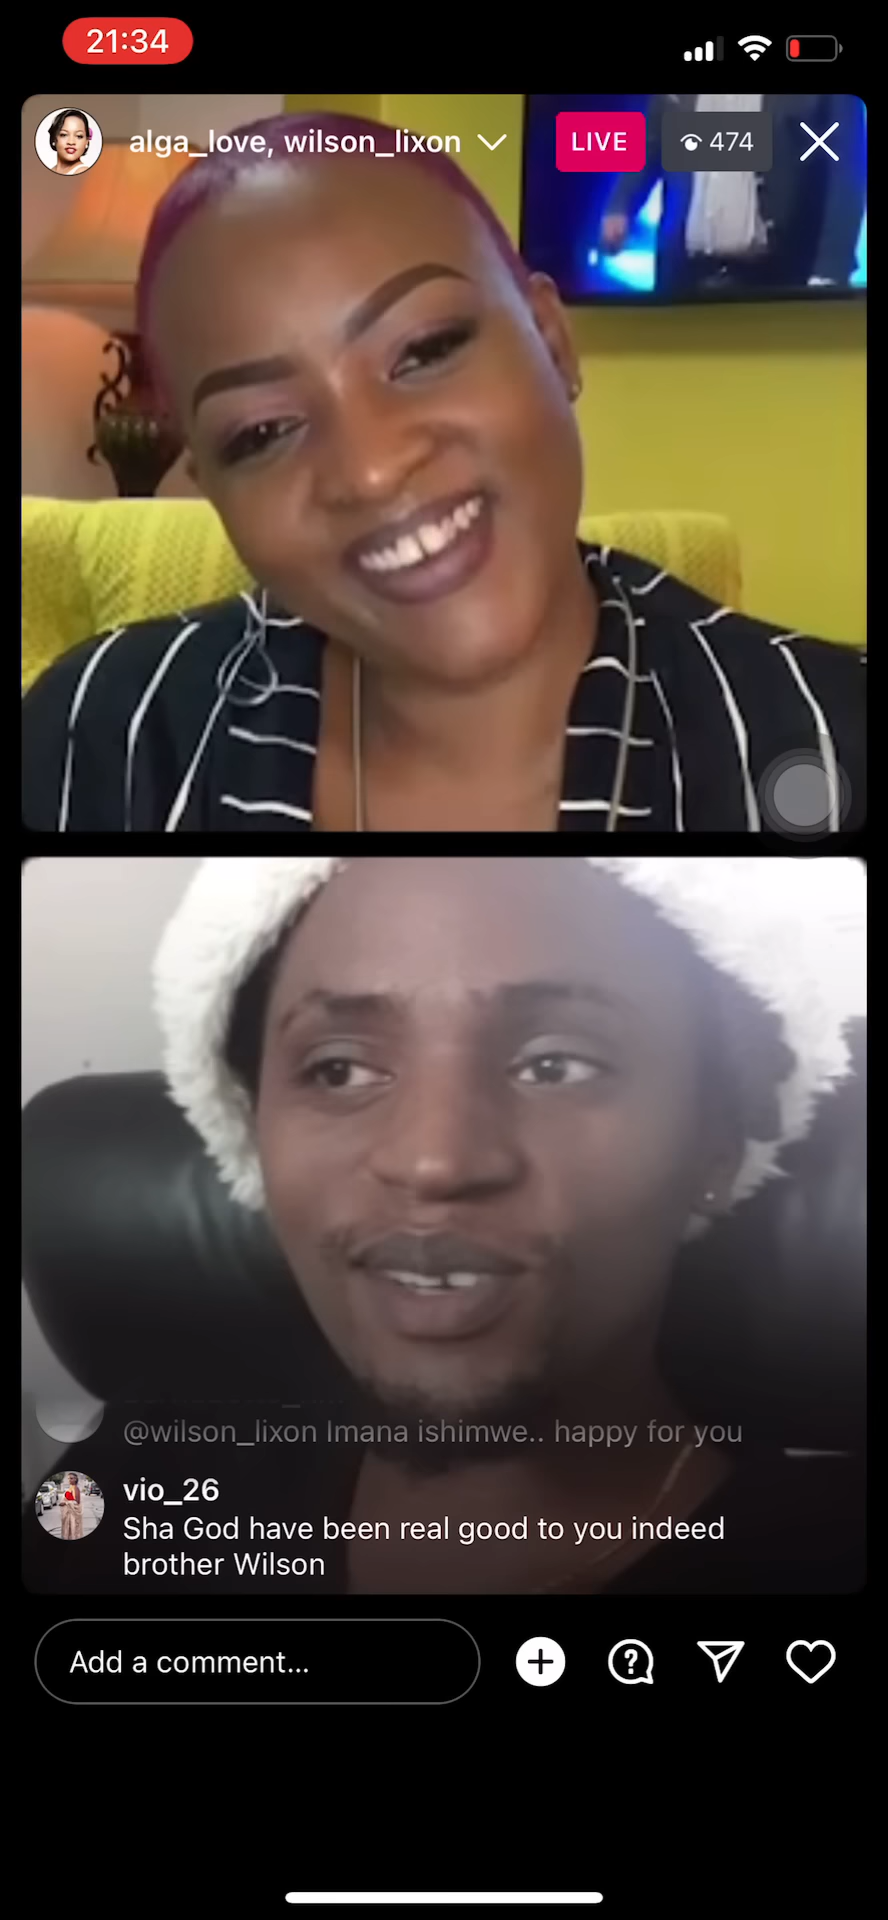 21:34
alga_love, wilson_lixon
LIVE
474
@wilson_lixon Imana ishimwe.. happy for you
vio_26
Sha God have been real good to you indeed
brother Wilson
Add a comment...